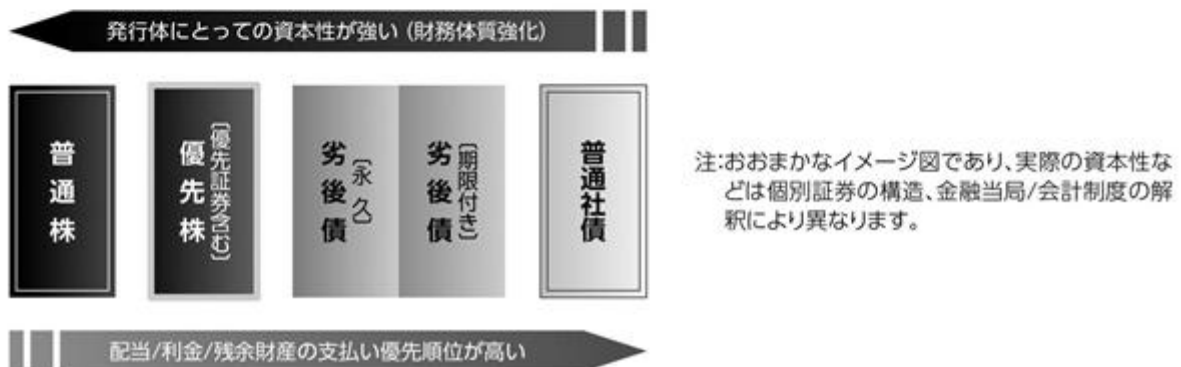 発行体にとっての資本性が強い（財務体質強化）
普通株
優先株
〔優先証券含む〕
劣後債
〔永久〕
劣後債
〔期限付き〕
普通社債
注:おおまかなイメージ図であり、実際の資本性な
どは個別証券の構造、金融当局/会計制度の解
釈により異なります。
配当/利金/残余財産の支払い優先順位が高い